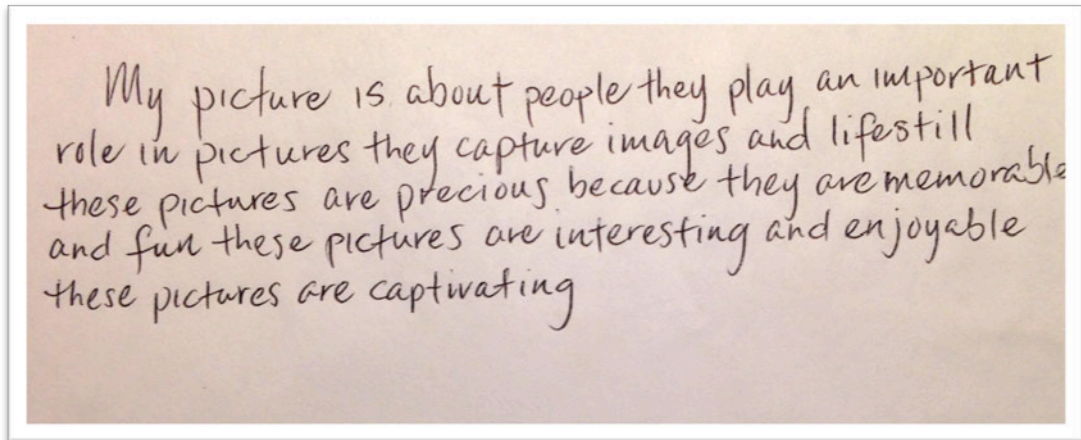 My picture is about people they play an important
role in pictures they capture images and lifestill
these pictures are precious because they are memorable
and fun these pictures are interesting and enjoyable
these pictures are captivating